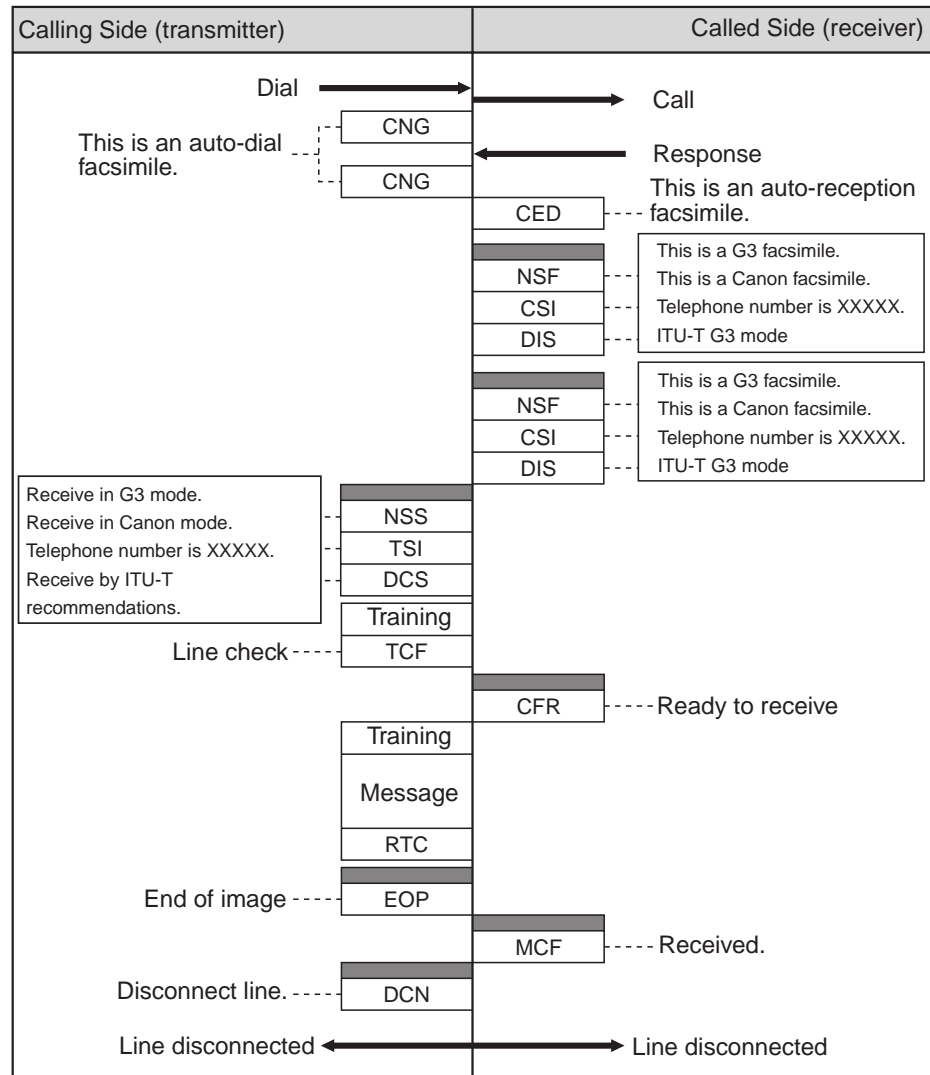 Calling Side (transmitter)
Called Side (receiver)
Dial
Call
CNG
This is an auto-dial
facsimile.
Response
CNG
This is an auto-reception
facsimile.
CED
This is a G3 facsimile.
NSF
This is a Canon facsimile.
CSI
Telephone number is XXXXX.
DIS
ITU-T G3 mode
This is a G3 facsimile.
NSF
This is a Canon facsimile.
CSI
Telephone number is XXXXX.
DIS
ITU-T G3 mode
Receive in G3 mode.
Receive in Canon mode.
NSS
Telephone number is XXXXX.
TSI
Receive by ITU-T
recommendations.
DCS
Training
Line check
TCF
CFR
Ready to receive
Training
Message
RTC
End of image
EOP
MCF
Received.
Disconnect line.
DCN
Line disconnected
Line disconnected